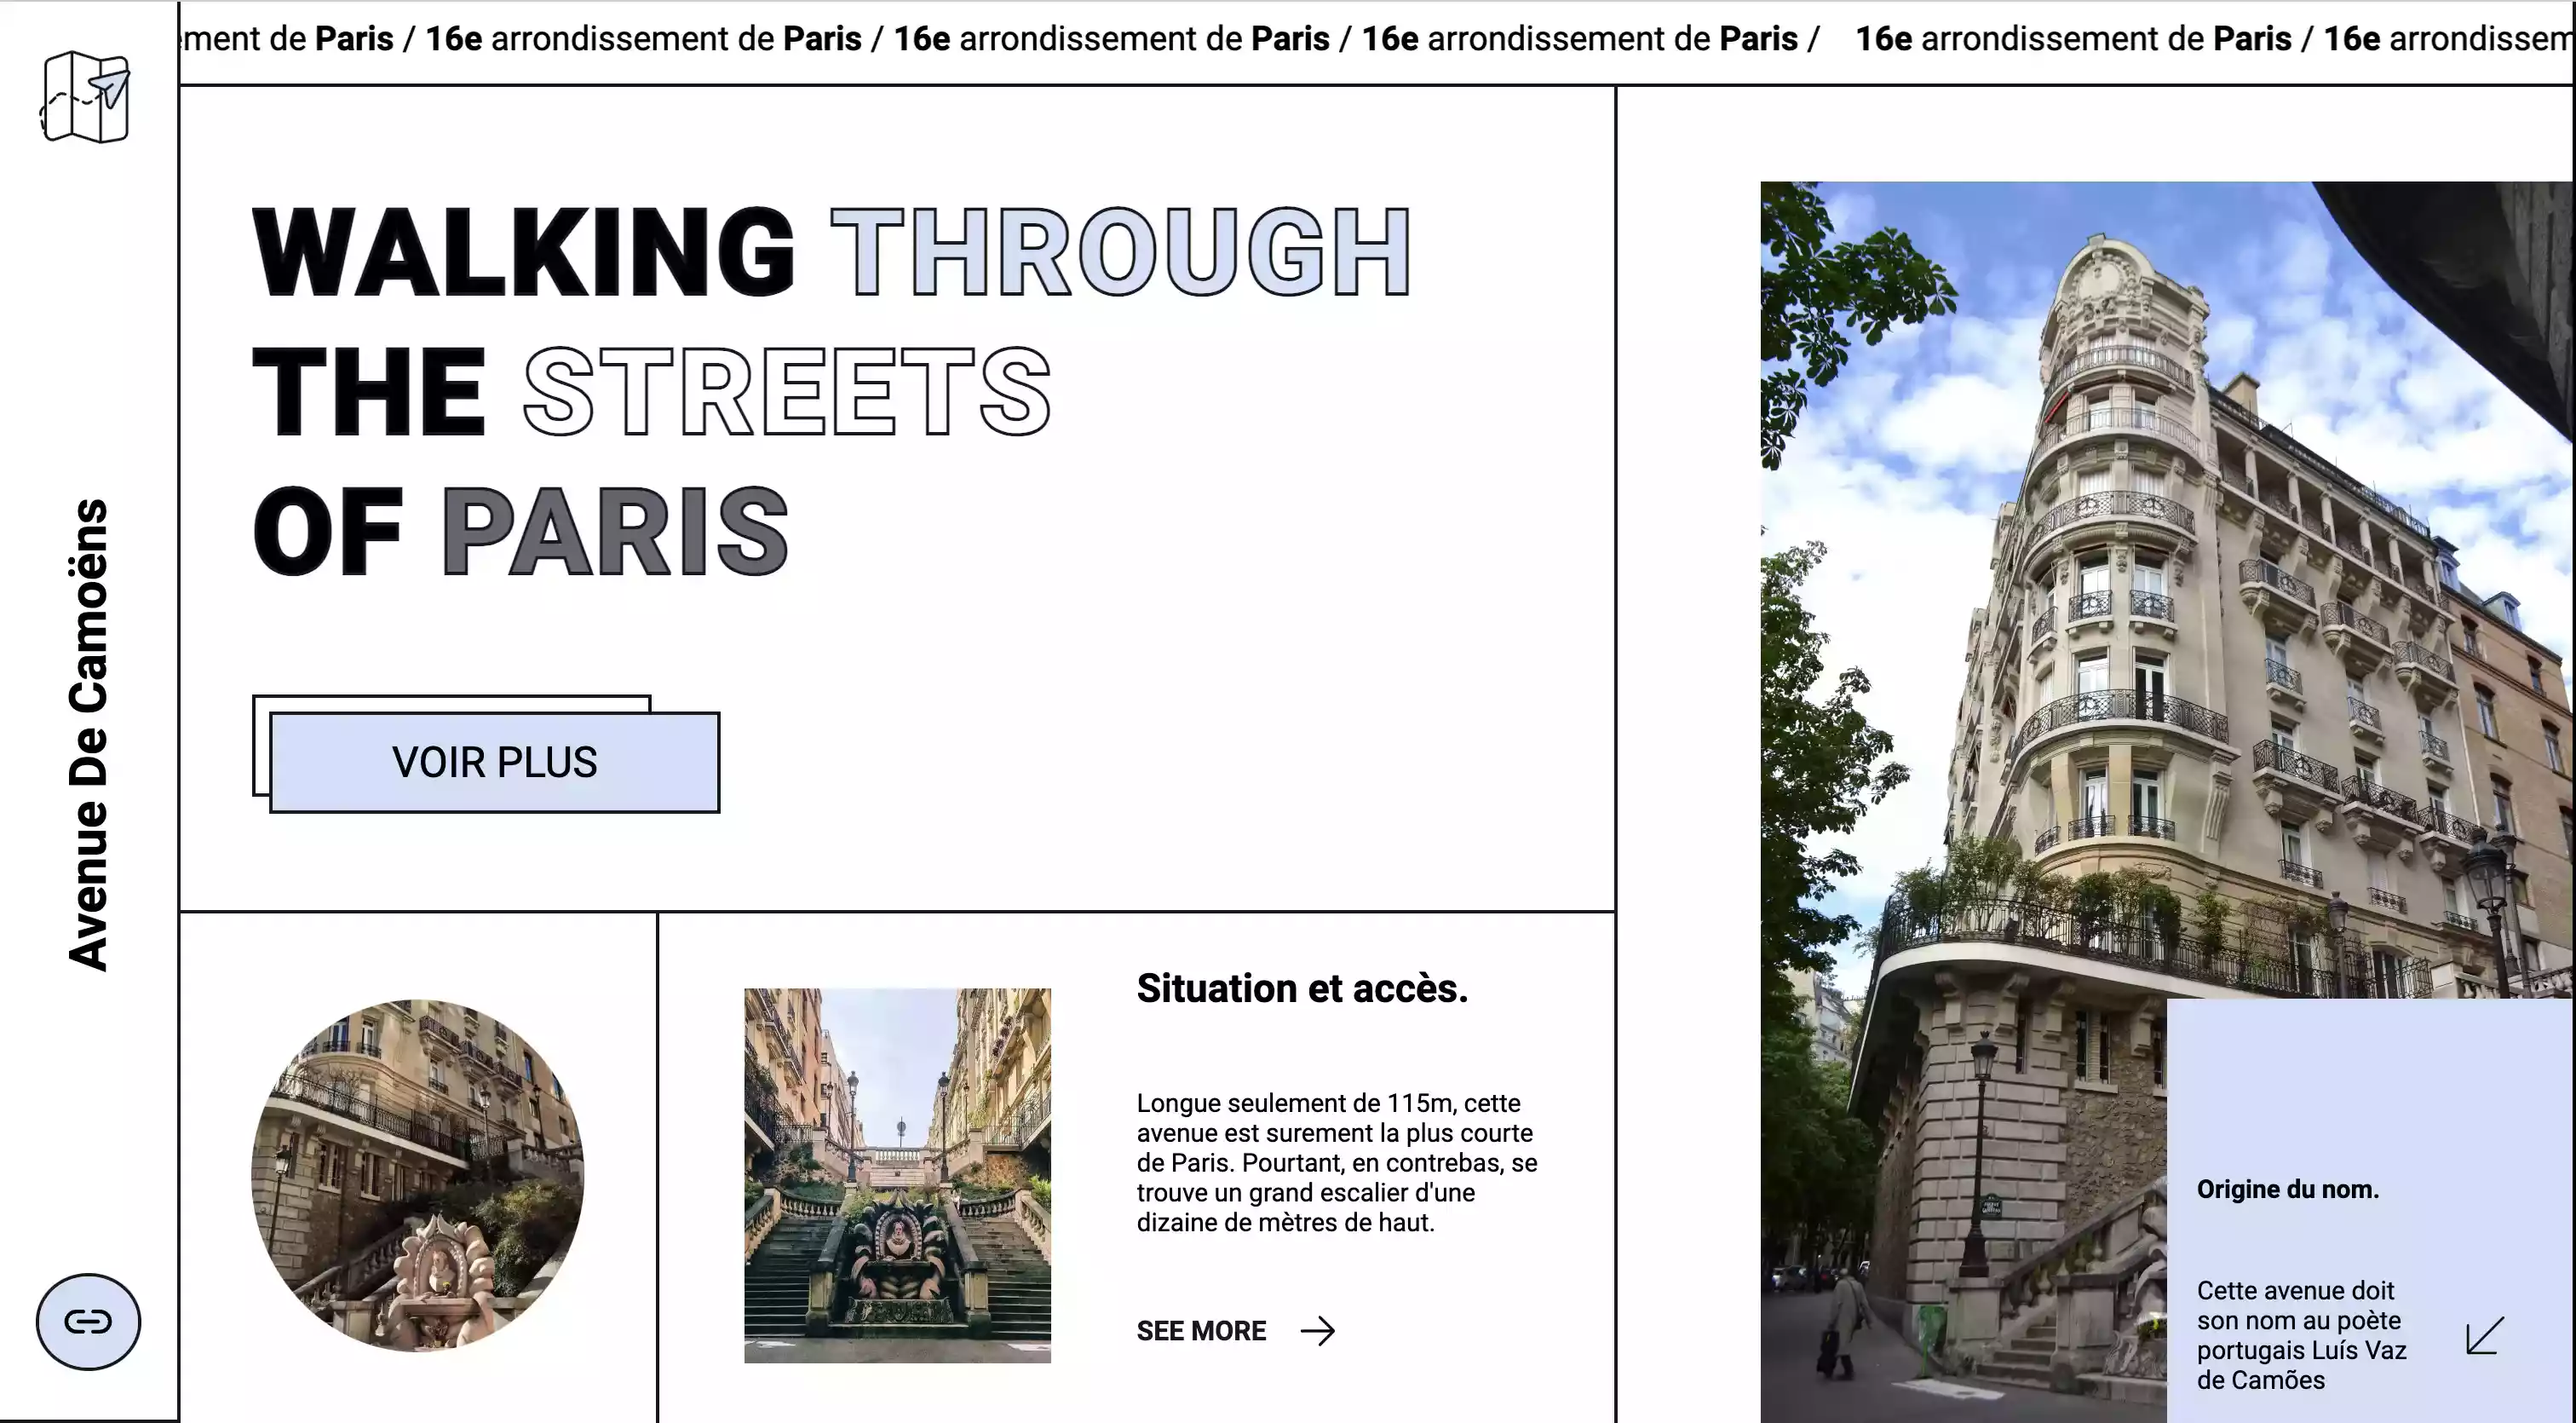 ment de Paris / 16e arrondissement de Paris / 16e arrondissement de Paris / 16e arrondissement de Paris / 16e arrondissement de Paris / 16e arrondissem
WALKING THROUGH
THE STREETS
OF PARIS
VOIR PLUS
Avenue De Camoëns
Situation et accès.
Longue seulement de 115m, cette
avenue est surement la plus courte
de Paris. Pourtant, en contrebas, se
trouve un grand escalier d'une
dizaine de mètres de haut.
SEE MORE
Origine du nom.
Cette avenue doit
son nom au poète
portugais Luís Vaz
de Camões